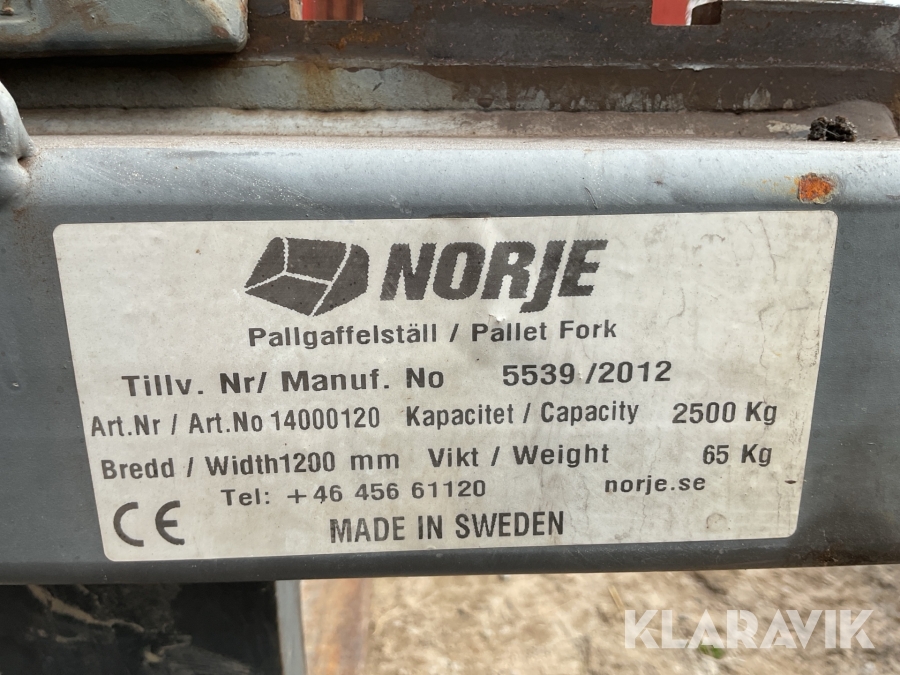 NORJE
Pallgaffelställ / Pallet Fork
Tillv. Nr/ Manuf. No 5539 /2012
Art.Nr / Art.No 14000120 Kapacitet / Capacity 2500 Kg
Bredd / Width1200 mm Vikt / Weight 65 Kg
Tel: +46 456 61120 norje.se
CE MADE IN SWEDEN
KLARAVIK